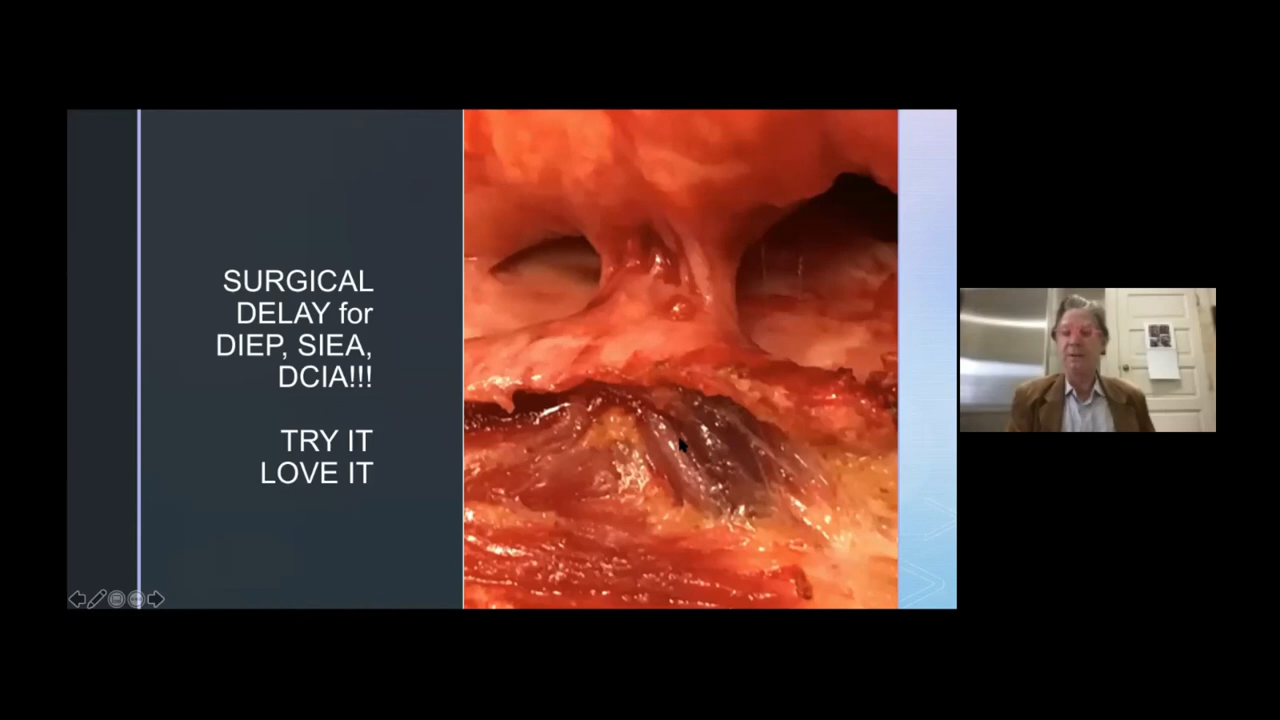 SURGICAL
DELAY for
DIEP, SIEA,
DCIA!!!
TRY IT
LOVE IT